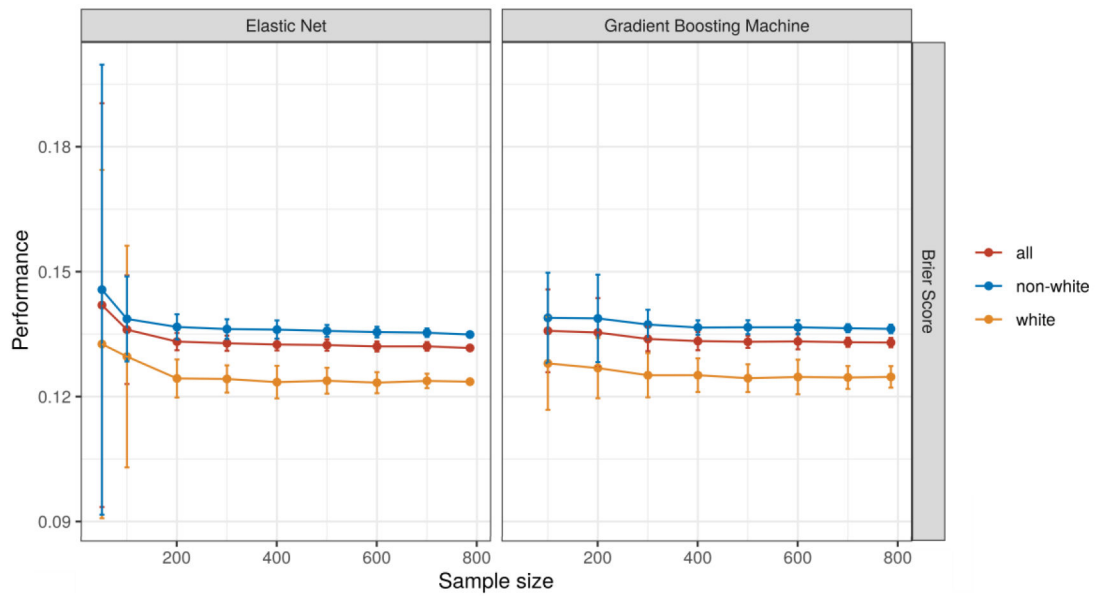 Elastic Net
Gradient Boosting Machine
Performance
0.18
0.15
0.12
0.09
Brier Score
all
non-white
white
200
400
600
800
200
400
600
800
Sample size